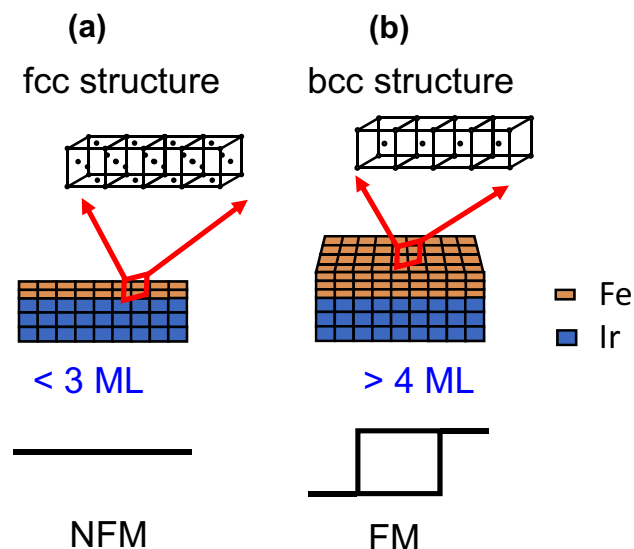 (a)
fcc structure
< 3 ML
NFM
(b)
bcc structure
> 4 ML
FM
Fe
Ir